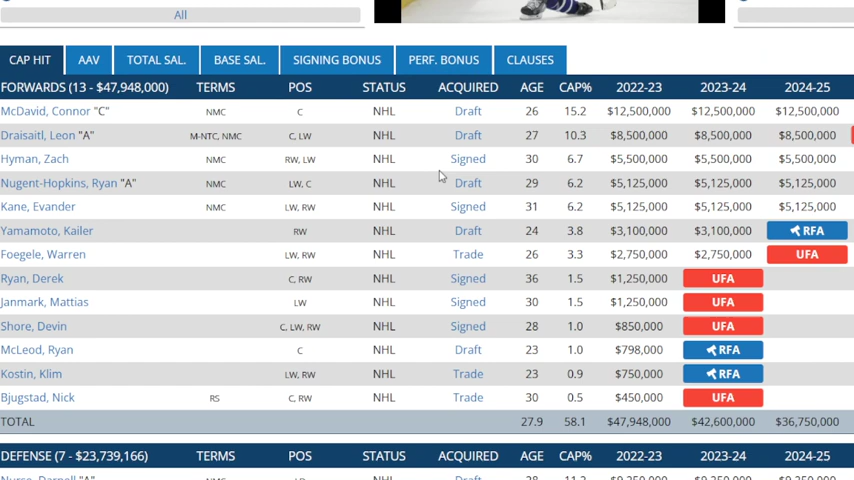 All
CAP HIT AAV TOTAL SAL. BASE SAL. SIGNING BONUS PERF. BONUS CLAUSES
FORWARDS (13 - $47,948,000) TERMS POS STATUS ACQUIRED AGE CAP% 2022-23 2023-24 2024-25
McDavid, Connor "C" NMC C NHL Draft 26 15.2 $12,500,000 $12,500,000 $12,500,000
Draisaitl, Leon "A" M-NTC, NMC C, LW NHL Draft 27 10.3 $8,500,000 $8,500,000 $8,500,000
Hyman, Zach NMC RW, LW NHL Signed 30 6.7 $5,500,000 $5,500,000 $5,500,000
Nugent-Hopkins, Ryan "A" NMC LW, C NHL Draft 29 6.2 $5,125,000 $5,125,000 $5,125,000
Kane, Evander NMC LW, RW NHL Signed 31 6.2 $5,125,000 $5,125,000 $5,125,000
Yamamoto, Kailer RW NHL Draft 24 3.8 $3,100,000 $3,100,000 RFA
Foegele, Warren LW, RW NHL Trade 26 3.3 $2,750,000 $2,750,000 UFA
Ryan, Derek C, RW NHL Signed 36 1.5 $1,250,000 UFA
Janmark, Mattias LW NHL Signed 30 1.5 $1,250,000 UFA
Shore, Devin C, LW, RW NHL Signed 28 1.0 $850,000 UFA
McLeod, Ryan C NHL Draft 23 1.0 $798,000 RFA
Kostin, Klim LW, RW NHL Trade 23 0.9 $750,000 RFA
Bjugstad, Nick RS C, RW NHL Trade 30 0.5 $450,000 UFA
TOTAL 27.9 58.1 $47,948,000 $42,600,000 $36,750,000
DEFENSE (7 - $23,739,166) TERMS POS STATUS ACQUIRED AGE CAP% 2022-23 2023-24 2024-25